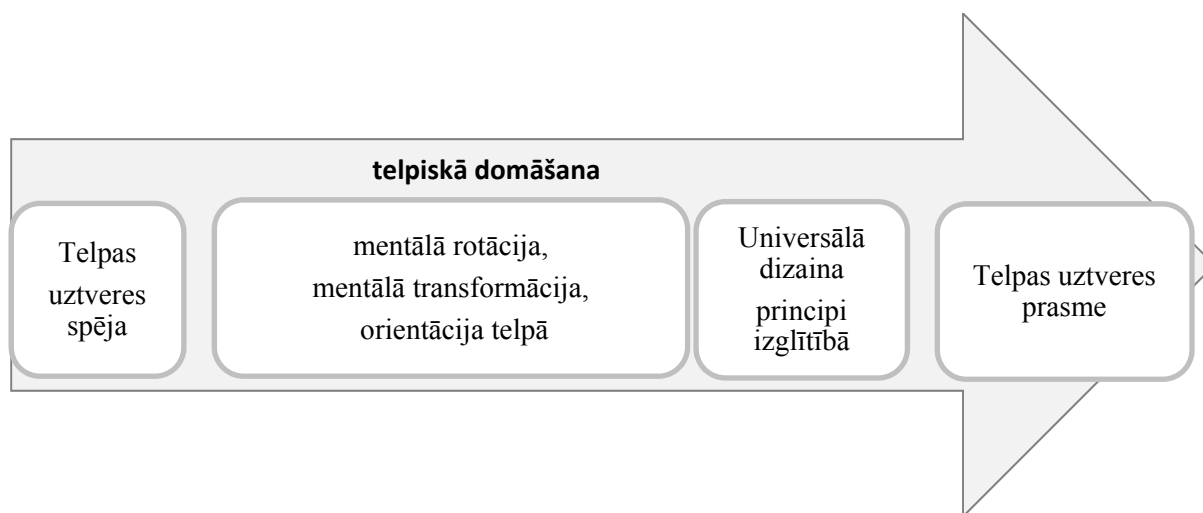 telpiskā domāšana
Telpas
uztveres
spēja
mentālā rotācija,
mentālā transformācija,
orientācija telpā
Universālā
dizaina
principi
izglītībā
Telpas uztveres
prasme